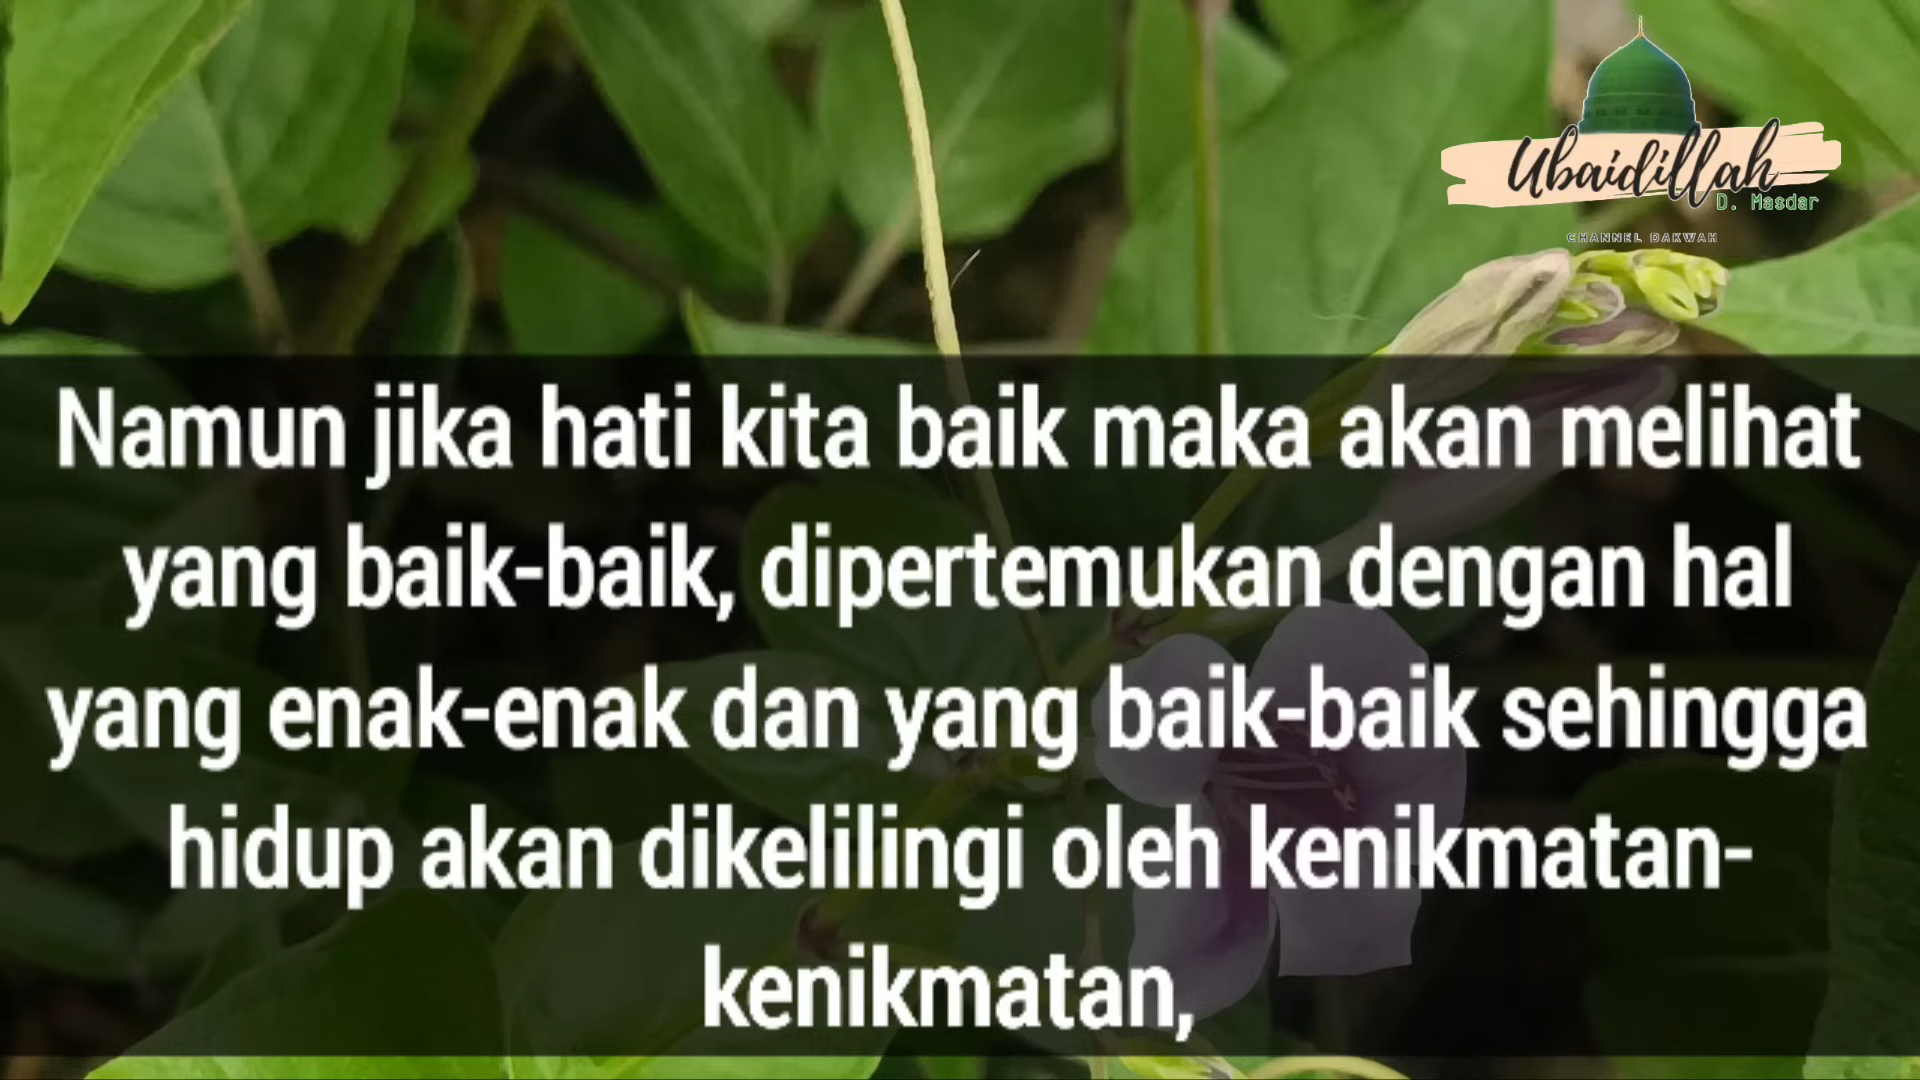 Ubaidillah
D. Masdar
CHANNEL DAKWAH
Namun jika hati kita baik maka akan melihat
yang baik-baik, dipertemukan dengan hal
yang enak-enak dan yang baik-baik sehingga
hidup akan dikelilingi oleh kenikmatan-
kenikmatan,